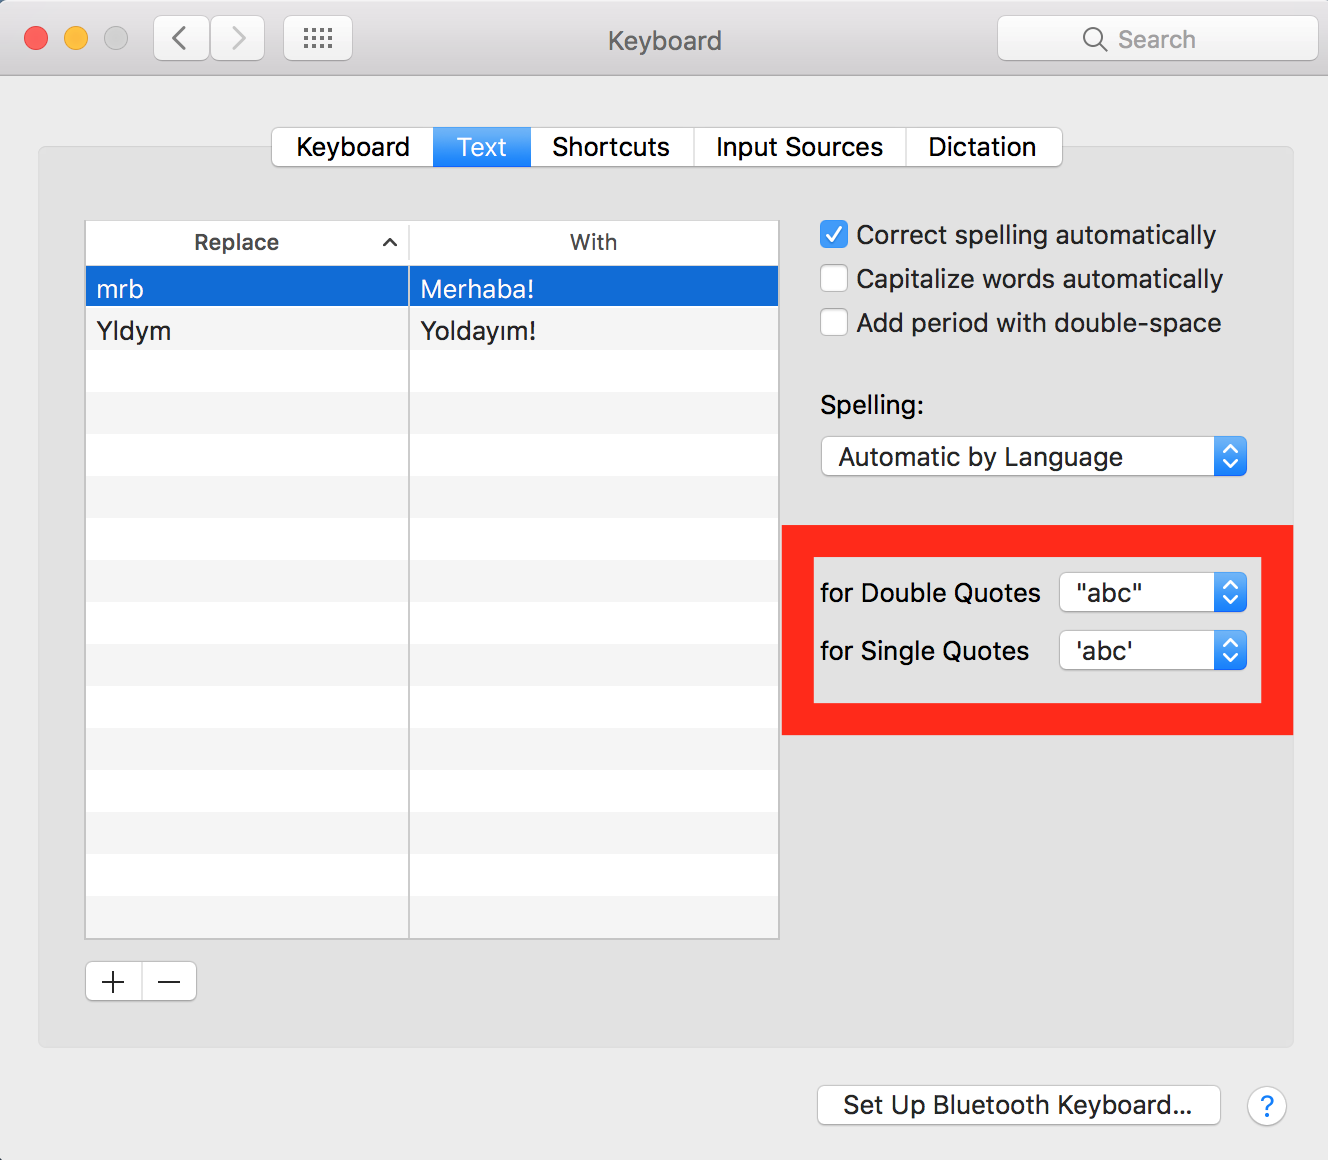 Keyboard
Search
Keyboard
Text
Shortcuts
Input Sources
Dictation
Replace
With
mrb
Merhaba!
Yldym
Yoldayım!
Correct spelling automatically
Capitalize words automatically
Add period with double-space
Spelling:
Automatic by Language
for Double Quotes
"abc"
for Single Quotes
'abc'
Set Up Bluetooth Keyboard...
?